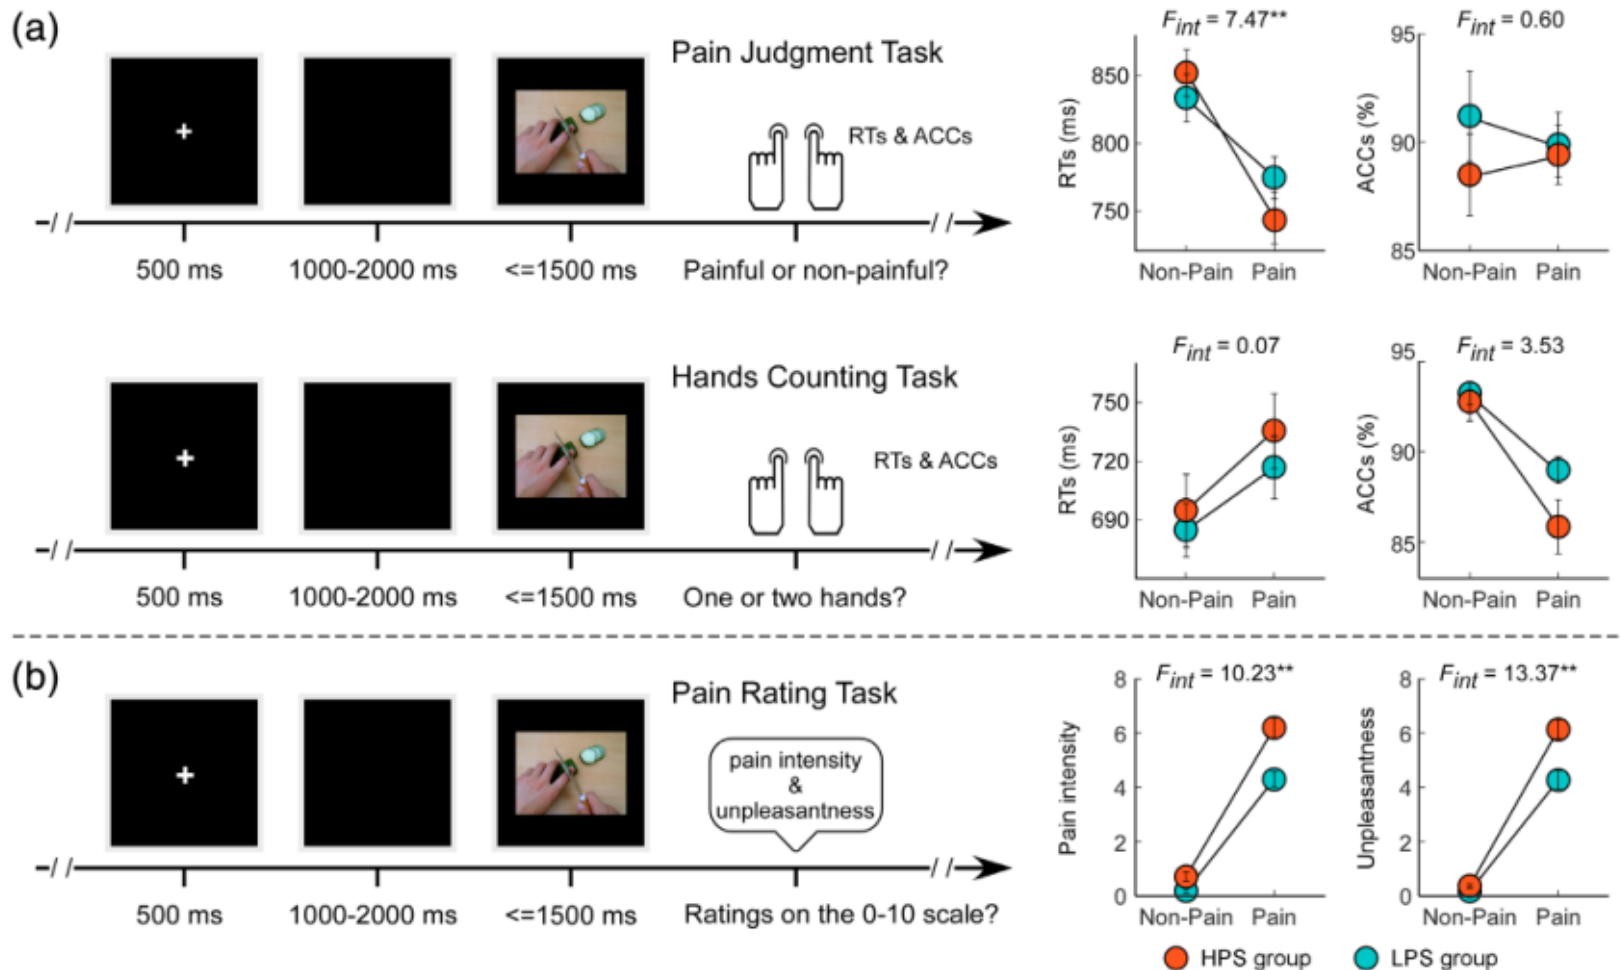 (a)
Pain Judgment Task
RTs & ACCs
500 ms
1000-2000 ms
<=1500 ms
Painful or non-painful?
F_int = 7.47**
RTs (ms)
850
800
750
Non-Pain Pain
F_int = 0.60
ACCs (%)
95
90
85
Non-Pain Pain
Hands Counting Task
RTs & ACCs
500 ms
1000-2000 ms
<=1500 ms
One or two hands?
F_int = 0.07
RTs (ms)
750
720
690
Non-Pain Pain
F_int = 3.53
ACCs (%)
95
90
85
Non-Pain Pain
(b)
Pain Rating Task
pain intensity
&
unpleasantness
500 ms
1000-2000 ms
<=1500 ms
Ratings on the 0-10 scale?
F_int = 10.23**
Pain intensity
8
6
4
2
0
Non-Pain Pain
F_int = 13.37**
Unpleasantness
8
6
4
2
0
Non-Pain Pain
HPS group
LPS group